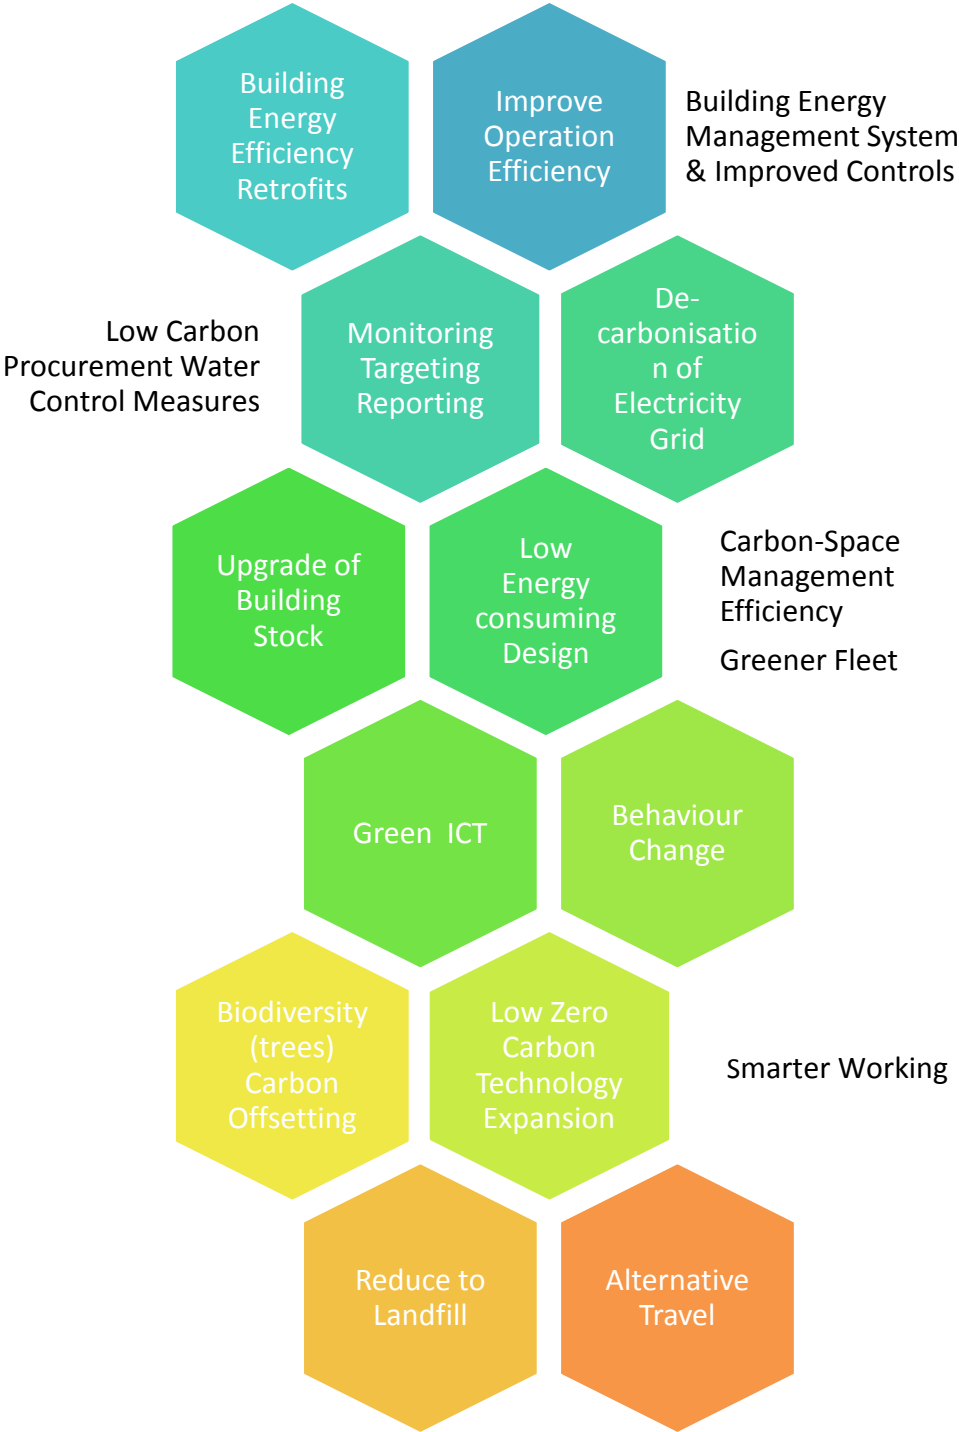 Building
Energy
Efficiency
Retrofits
Improve
Operation
Efficiency
Building Energy
Management System
& Improved Controls
Low Carbon
Procurement Water
Control Measures
Monitoring
Targeting
Reporting
De-
carbonisatio
n of
Electricity
Grid
Upgrade of
Building
Stock
Low
Energy
consuming
Design
Carbon-Space
Management
Efficiency
Greener Fleet
Green  ICT
Behaviour
Change
Biodiversity
(trees)
Carbon
Offsetting
Low Zero
Carbon
Technology
Expansion
Smarter Working
Reduce to
Landfill
Alternative
Travel